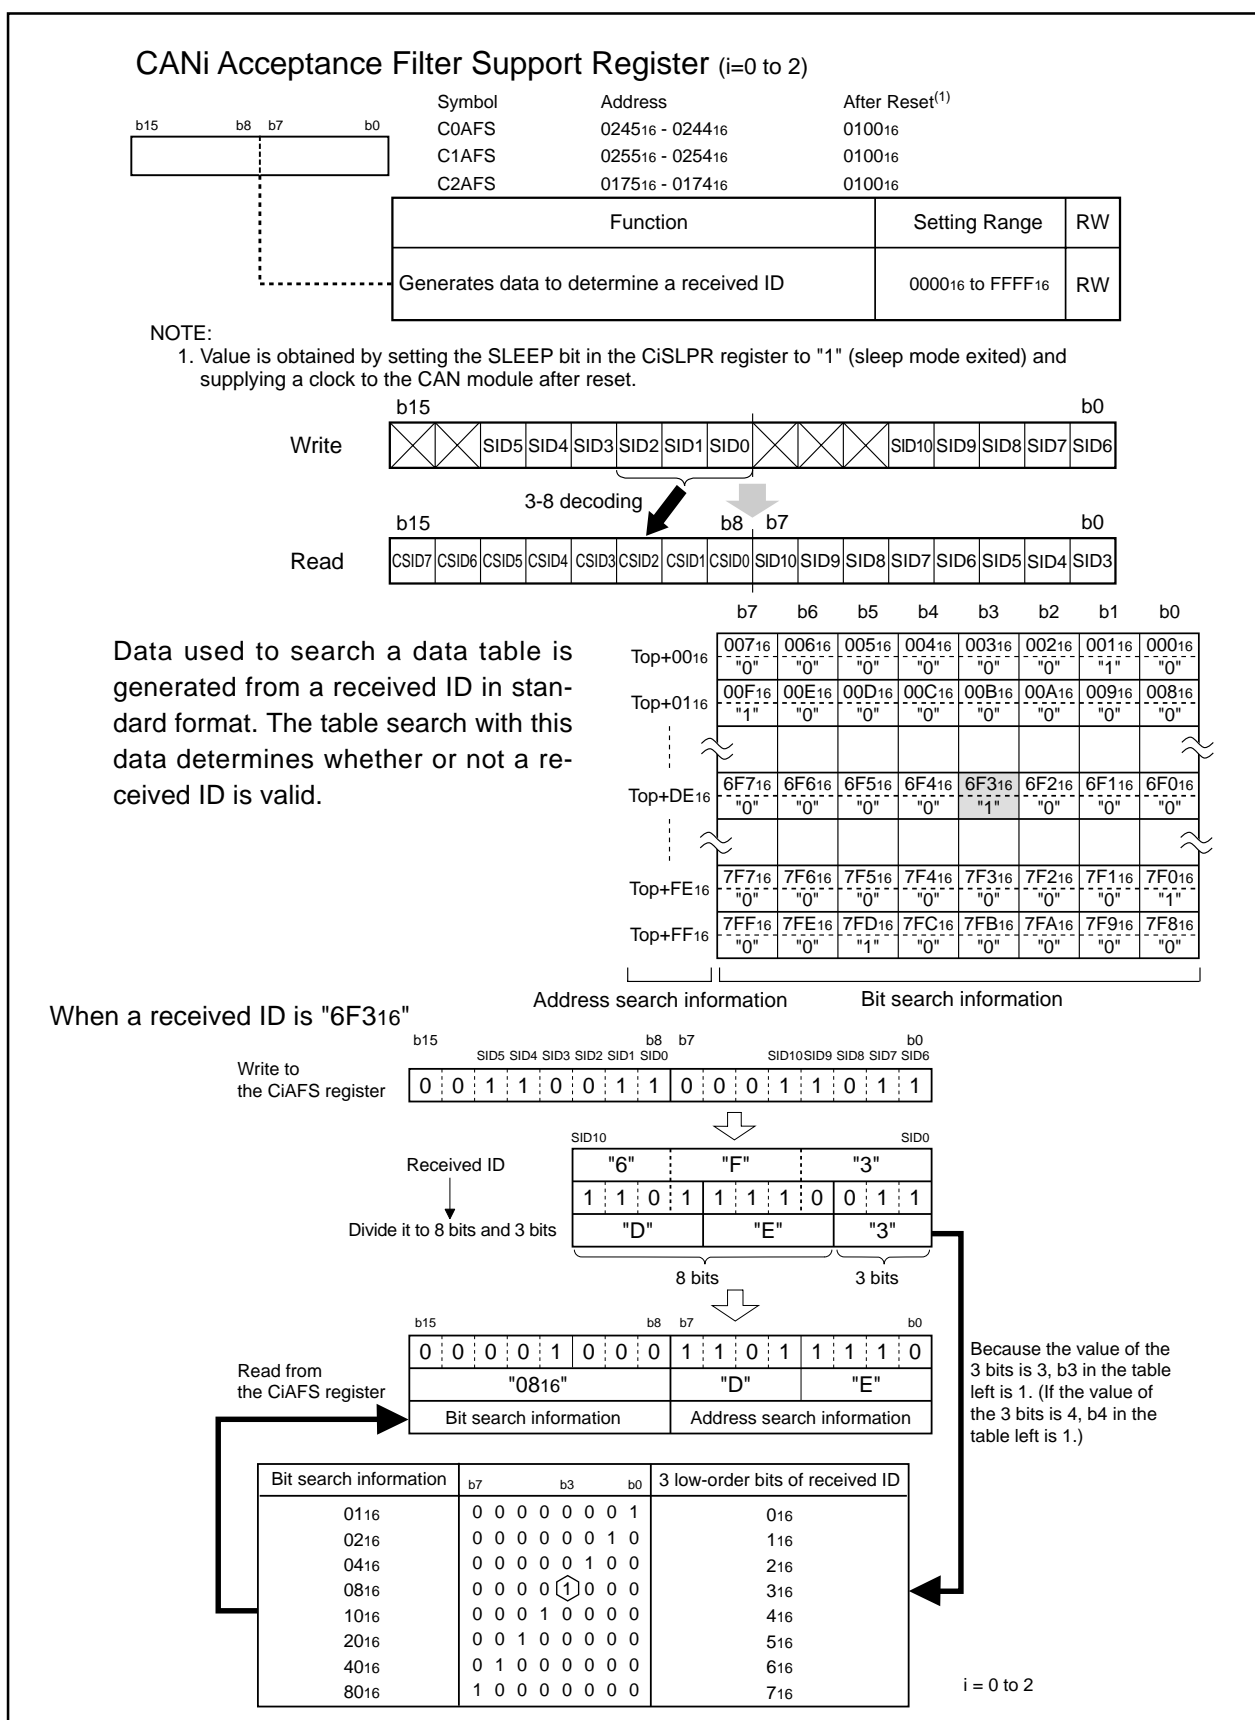 CANi Acceptance Filter Support Register (i=0 to 2)
Symbol Address After Reset(1)
b15 b8 b7 b0
C0AFS 024516 - 024416 010016
C1AFS 025516 - 025416 010016
C2AFS 017516 - 017416 010016
Function Setting Range RW
Generates data to determine a received ID 000016 to FFFF16 RW
NOTE:
1. Value is obtained by setting the SLEEP bit in the CiSLPR register to "1" (sleep mode exited) and
supplying a clock to the CAN module after reset.
b15 b0
Write SID5 SID4 SID3 SID2 SID1 SID0 SID10 SID9 SID8 SID7 SID6
3-8 decoding
b15 b8 b7 b0
Read CSID7 CSID6 CSID5 CSID4 CSID3 CSID2 CSID1 CSID0 SID10 SID9 SID8 SID7 SID6 SID5 SID4 SID3
Data used to search a data table is
generated from a received ID in stan-
dard format. The table search with this
data determines whether or not a re-
ceived ID is valid.
b7 b6 b5 b4 b3 b2 b1 b0
Top+0016 00716 00616 00516 00416 00316 00216 00116 00016
"0" "0" "0" "0" "0" "0" "1" "0"
Top+0116 00F16 00E16 00D16 00C16 00B16 00A16 00916 00816
"1" "0" "0" "0" "0" "0" "0" "0"
Top+DE16 6F716 6F616 6F516 6F416 6F316 6F216 6F116 6F016
"0" "0" "0" "0" "1" "0" "0" "0"
Top+FE16 7F716 7F616 7F516 7F416 7F316 7F216 7F116 7F016
"0" "0" "0" "0" "0" "0" "0" "1"
Top+FF16 7FF16 7FE16 7FD16 7FC16 7FB16 7FA16 7F916 7F816
"0" "0" "1" "0" "0" "0" "0" "0"
Address search information Bit search information
When a received ID is "6F316"
b15 b8 b7 b0
SID5 SID4 SID3 SID2 SID1 SID0 SID10 SID9 SID8 SID7 SID6
Write to
the CiAFS register
0 0 1 1 0 0 1 1 0 0 0 1 1 0 1 1
SID10 SID0
Received ID "6" "F" "3"
1 1 0 1 1 1 1 0 0 1 1
Divide it to 8 bits and 3 bits "D" "E" "3"
8 bits 3 bits
b15 b8 b7 b0
0 0 0 0 1 0 0 0 1 1 0 1 1 1 1 0
Read from
the CiAFS register
"0816" "D" "E"
Bit search information Address search information
Because the value of the
3 bits is 3, b3 in the table
left is 1. (If the value of
the 3 bits is 4, b4 in the
table left is 1.)
Bit search information b7 b3 b0 3 low-order bits of received ID
0116 0 0 0 0 0 0 0 1 016
0216 0 0 0 0 0 0 1 0 116
0416 0 0 0 0 0 1 0 0 216
0816 0 0 0 0 1 0 0 0 316
1016 0 0 0 1 0 0 0 0 416
2016 0 0 1 0 0 0 0 0 516
4016 0 1 0 0 0 0 0 0 616
8016 1 0 0 0 0 0 0 0 716
i = 0 to 2